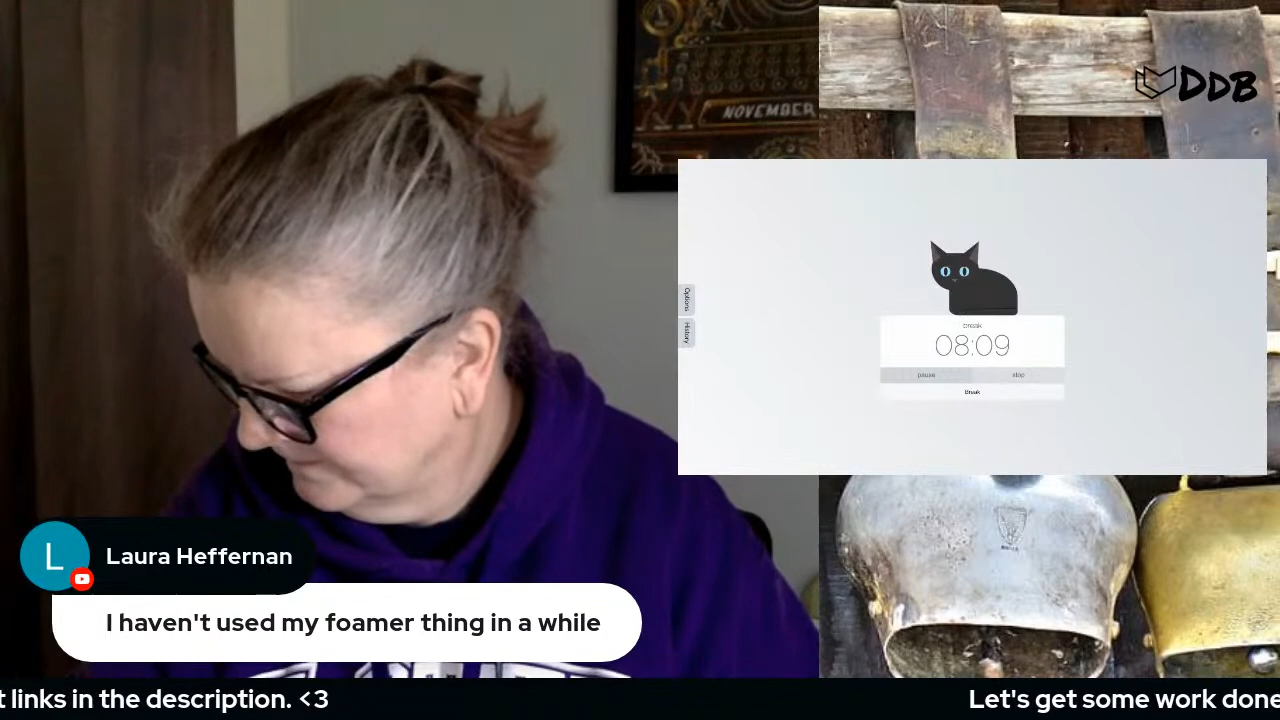 NOVEMBER
DDB
Options
History
break
08:09
pause
stop
Break
L
Laura Heffernan
I haven't used my foamer thing in a while
t links in the description. <3
Let's get some work done